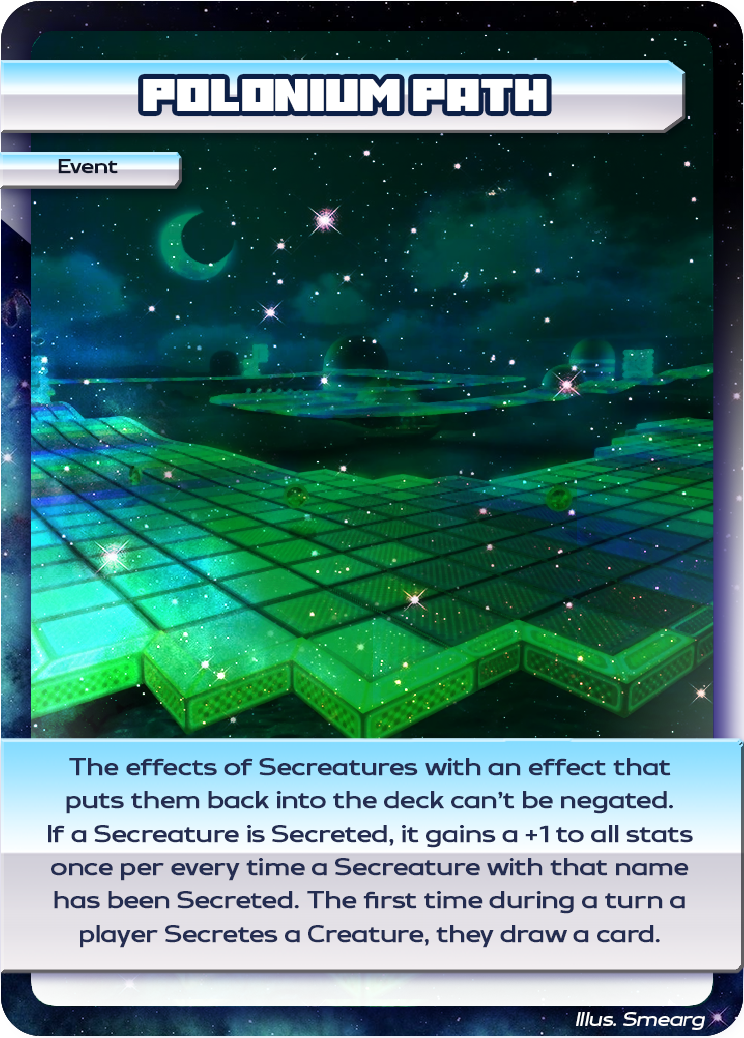 POLONIUM PATH
Event
The effects of Secreatures with an effect that
puts them back into the deck can't be negated.
If a Secreature is Secreted, it gains a +1 to all stats
once per every time a Secreature with that name
has been Secreted. The first time during a turn a
player Secretes a Creature, they draw a card.
Illus. Smearg